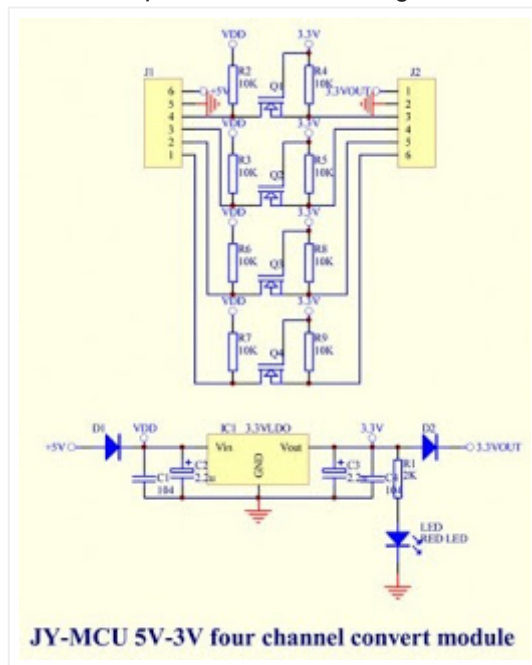 VDD 3.3V
J1 R2 10K R4 10K J2
Q1
6 +5V 3.3VOUT 1
5 2
4 3
3 VDD 3.3V 4
2 5
1 6
R3 10K R5 10K
Q2
VDD 3.3V
R6 10K R8 10K
Q3
VDD 3.3V
R7 10K R9 10K
Q4
D1 VDD IC1 3.3VLDO 3.3V D2
+5V Vin Vout 3.3VOUT
GND
C1 104
C2 2.2u
C3
R1 2K
LED
RED LED
JY-MCU 5V-3V four channel convert module